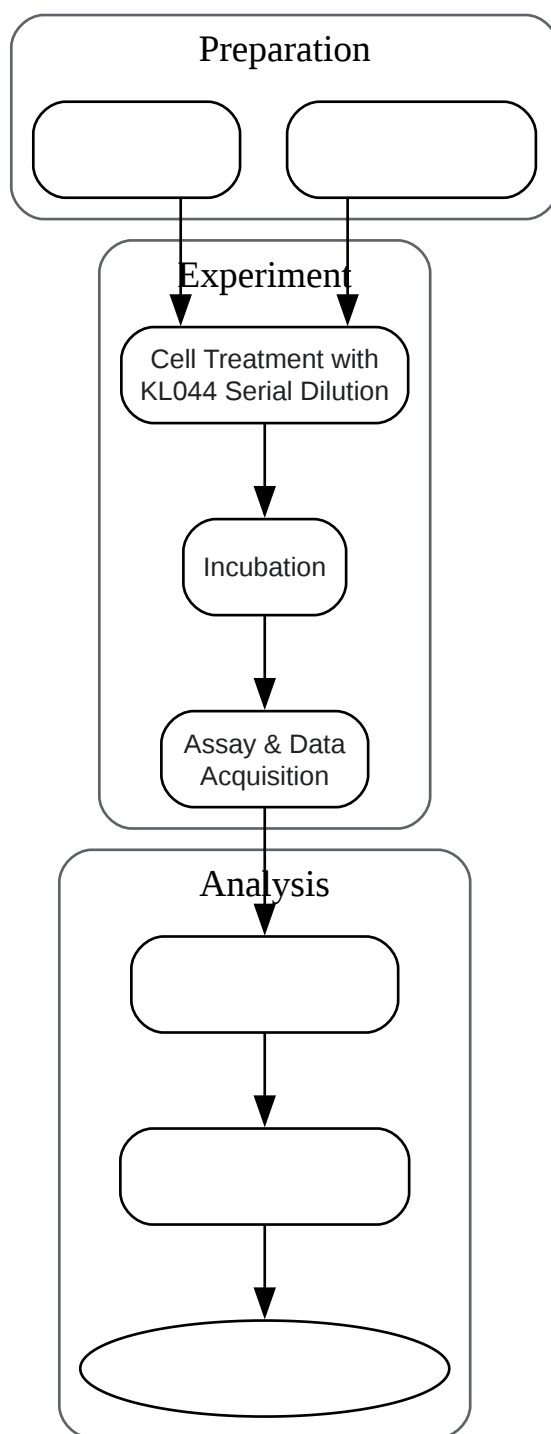 Preparation
Experiment
Cell Treatment with
KL044 Serial Dilution
Incubation
Assay & Data
Acquisition
Analysis